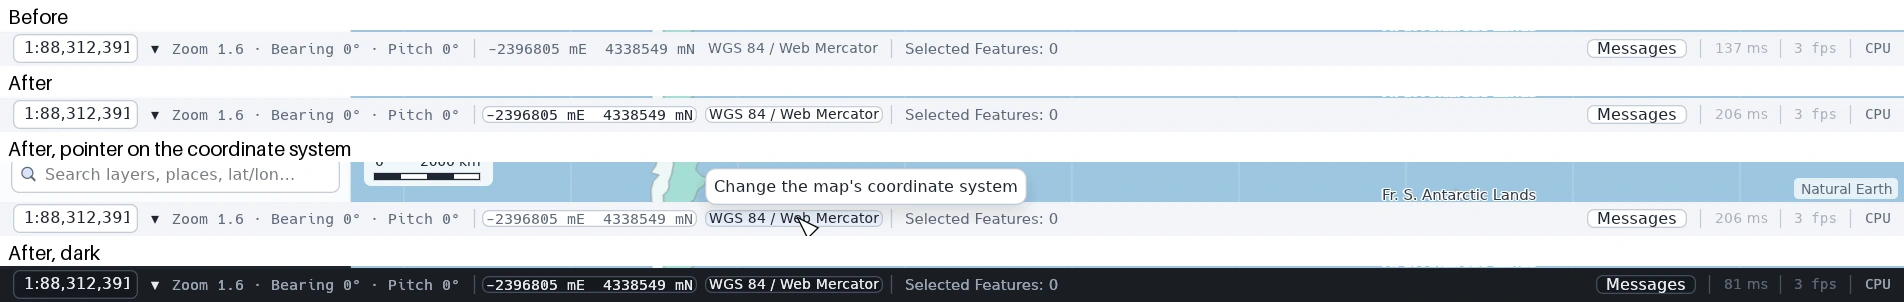 Before
1:88,312,391 ▼ Zoom 1.6 · Bearing 0° · Pitch 0° -2396805 mE 4338549 mN WGS 84 / Web Mercator Selected Features: 0 Messages 137 ms 3 fps CPU
After
1:88,312,391 ▼ Zoom 1.6 · Bearing 0° · Pitch 0° -2396805 mE 4338549 mN WGS 84 / Web Mercator Selected Features: 0 Messages 206 ms 3 fps CPU
After, pointer on the coordinate system
0 2000 km
Search layers, places, lat/lon...
Change the map's coordinate system
Fr. S. Antarctic Lands
Natural Earth
1:88,312,391 ▼ Zoom 1.6 · Bearing 0° · Pitch 0° -2396805 mE 4338549 mN WGS 84 / Web Mercator Selected Features: 0 Messages 206 ms 3 fps CPU
After, dark
1:88,312,391 ▼ Zoom 1.6 · Bearing 0° · Pitch 0° -2396805 mE 4338549 mN WGS 84 / Web Mercator Selected Features: 0 Messages 81 ms 3 fps CPU